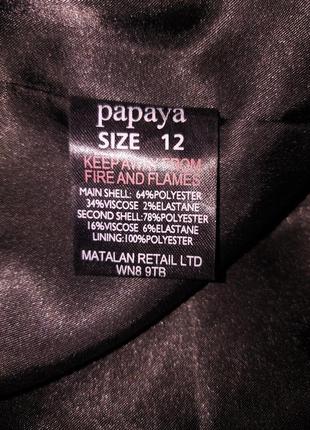 papaya
SIZE 12
KEEP AWAY FROM
FIRE AND FLAMES
MAIN SHELL: 64%POLYESTER
34%VISCOSE 2%ELASTANE
SECOND SHELL:78%POLYESTER
16%VISCOSE 6%ELASTANE
LINING:100%POLYESTER
MATALAN RETAIL LTD
WN8 9TB